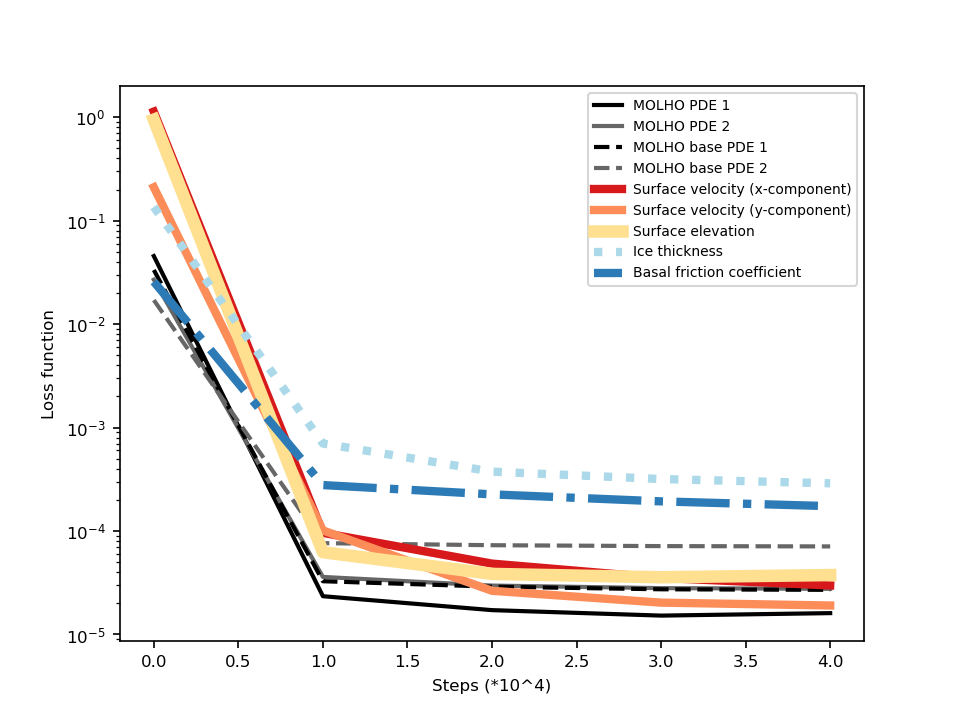 10⁰
10⁻¹
10⁻²
10⁻³
10⁻⁴
10⁻⁵
Loss function
MOLHO PDE 1
MOLHO PDE 2
MOLHO base PDE 1
MOLHO base PDE 2
Surface velocity (x-component)
Surface velocity (y-component)
Surface elevation
Ice thickness
Basal friction coefficient
0.0 0.5 1.0 1.5 2.0 2.5 3.0 3.5 4.0
Steps (*10^4)